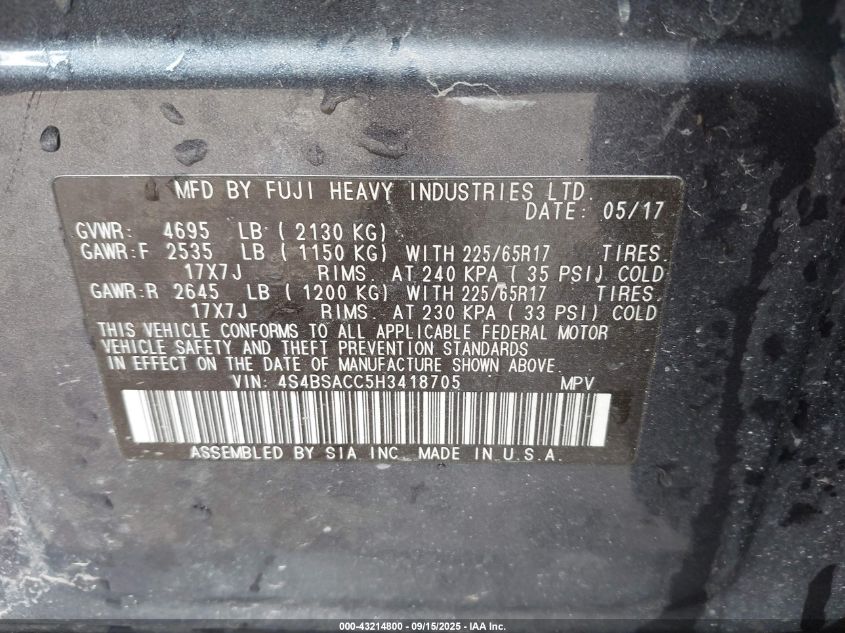 MFD BY FUJI HEAVY INDUSTRIES LTD.
DATE: 05/17
GVWR: 4695 LB ( 2130 KG)
GAWR:F 2535 LB ( 1150 KG) WITH 225/65R17 TIRES.
17X7J RIMS. AT 240 KPA ( 35 PSI) COLD
GAWR:R 2645 LB ( 1200 KG) WITH 225/65R17 TIRES.
17X7J RIMS. AT 230 KPA ( 33 PSI) COLD
THIS VEHICLE CONFORMS TO ALL APPLICABLE FEDERAL MOTOR
VEHICLE SAFETY AND THEFT PREVENTION STANDARDS
IN EFFECT ON THE DATE OF MANUFACTURE SHOWN ABOVE.
VIN: 4S4BSACC5H3418705 MPV
ASSEMBLED BY SIA INC. MADE IN U.S.A.
000-43214800 - 09/15/2025 - IAA Inc.